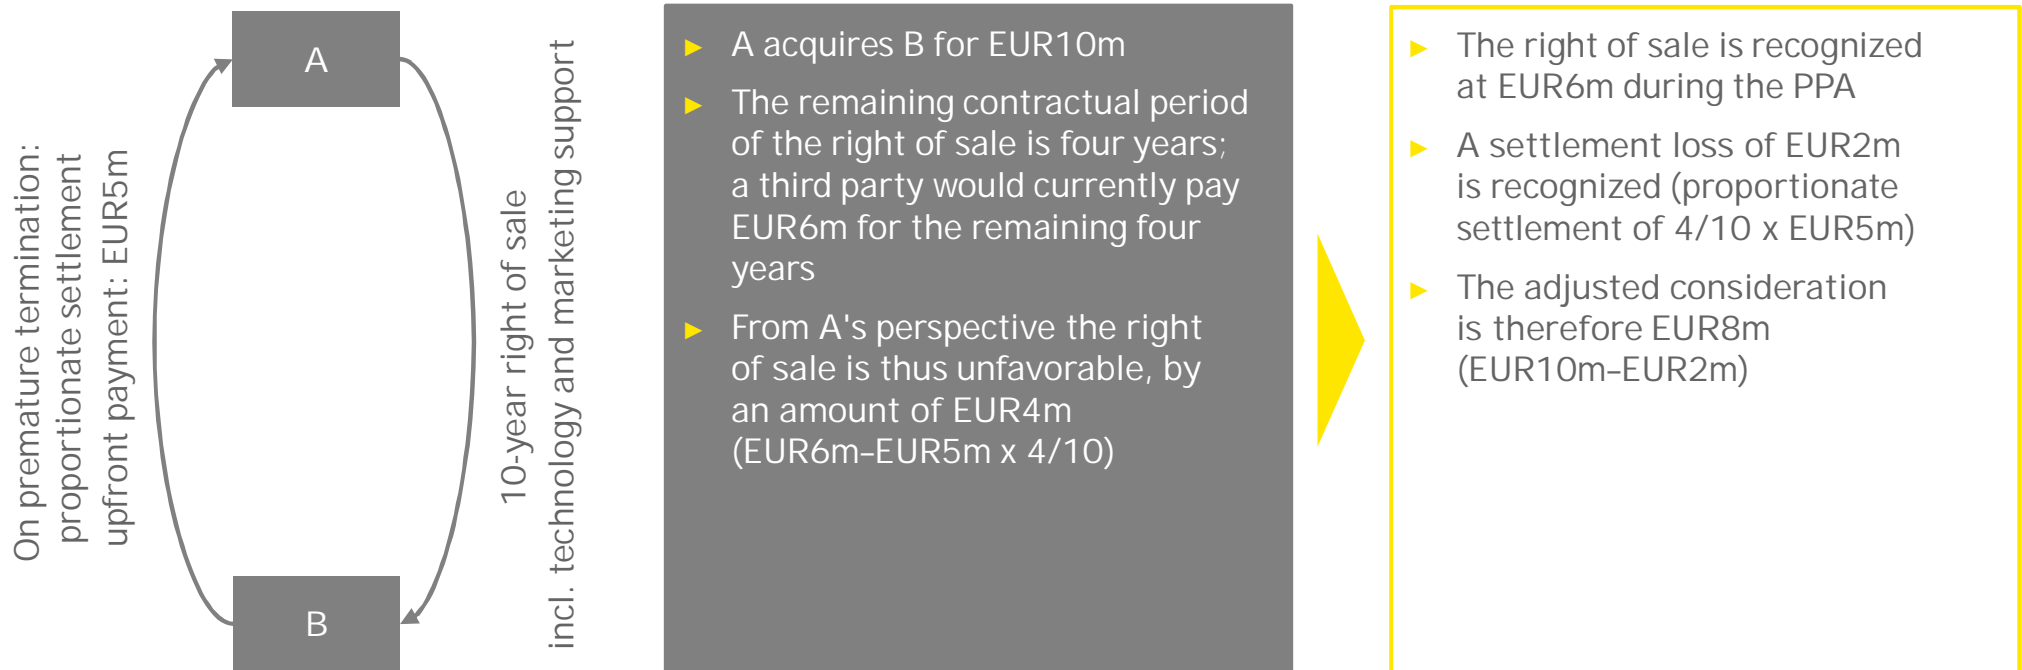 On premature termination:
proportionate settlement
upfront payment: EUR5m
A
B
10-year right of sale
incl. technology and marketing support
► A acquires B for EUR10m
► The remaining contractual period
of the right of sale is four years;
a third party would currently pay
EUR6m for the remaining four
years
► From A's perspective the right
of sale is thus unfavorable, by
an amount of EUR4m
(EUR6m–EUR5m x 4/10)
► The right of sale is recognized
at EUR6m during the PPA
► A settlement loss of EUR2m
is recognized (proportionate
settlement of 4/10 x EUR5m)
► The adjusted consideration
is therefore EUR8m
(EUR10m–EUR2m)